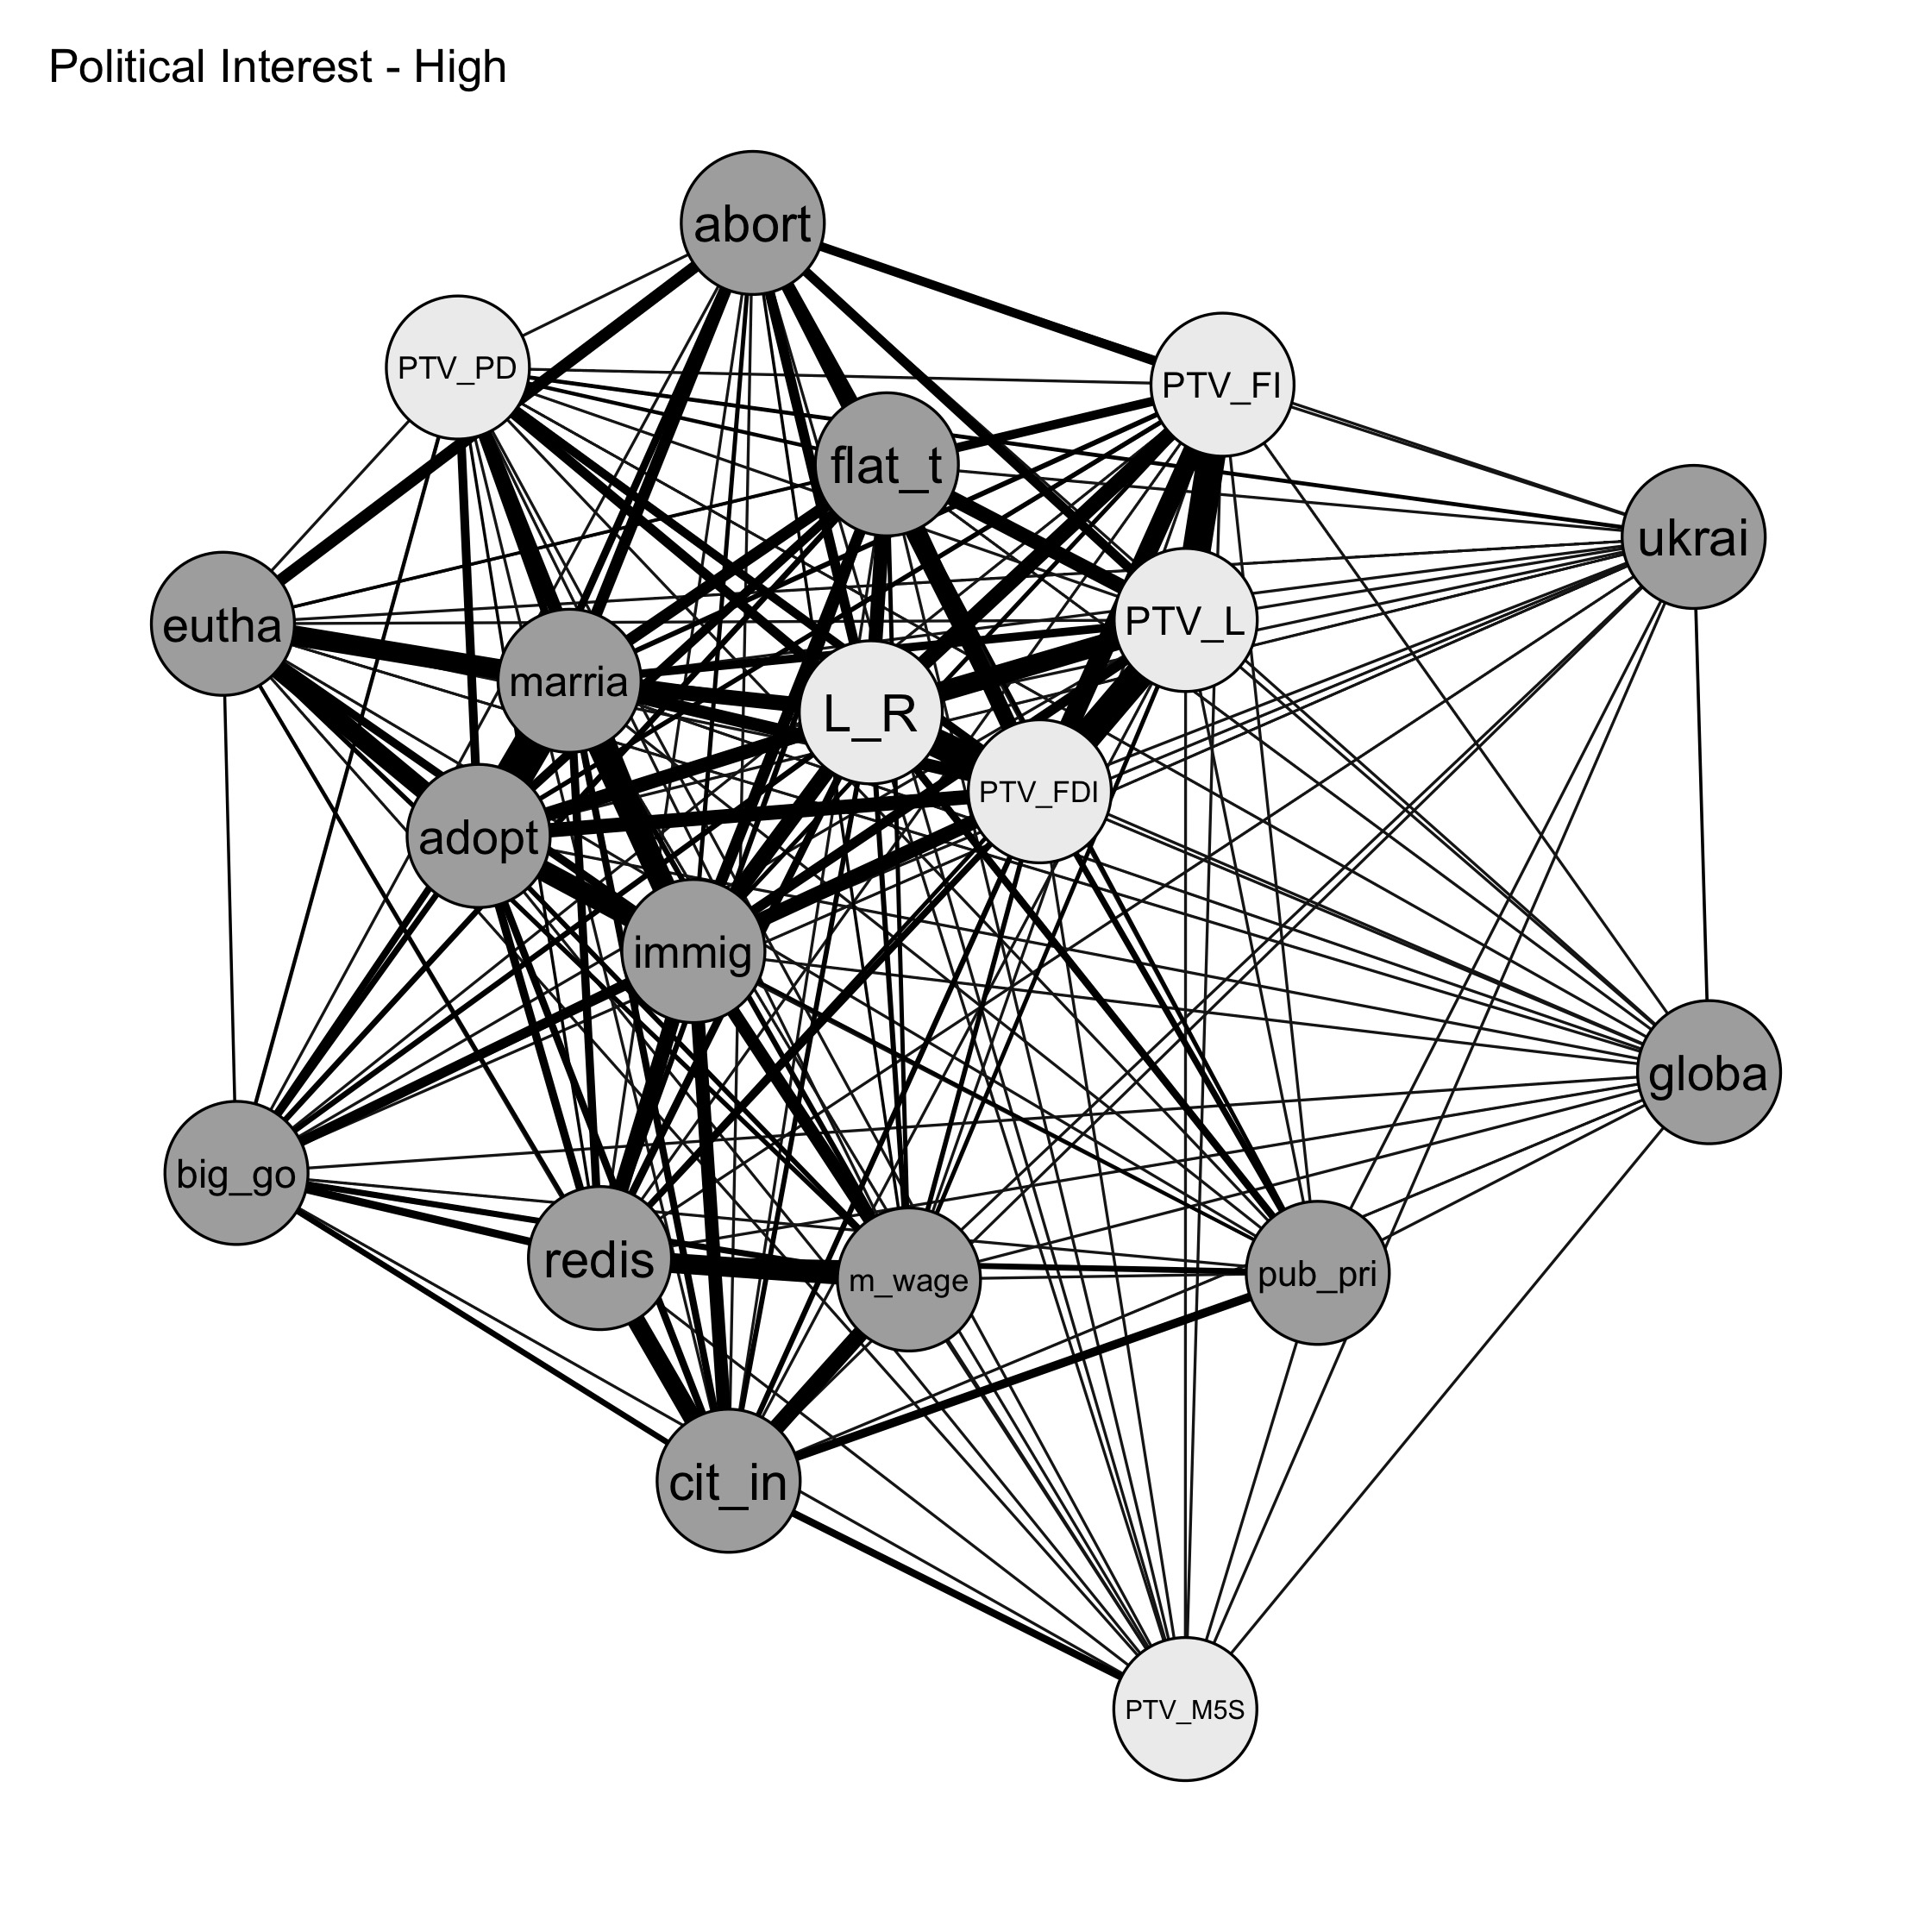 Political Interest - High
abort
PTV_PD
PTV_FI
flat_t
ukrai
eutha
PTV_L
marria
L_R
PTV_FDI
adopt
immig
globa
big_go
redis
m_wage
pub_pri
cit_in
PTV_M5S